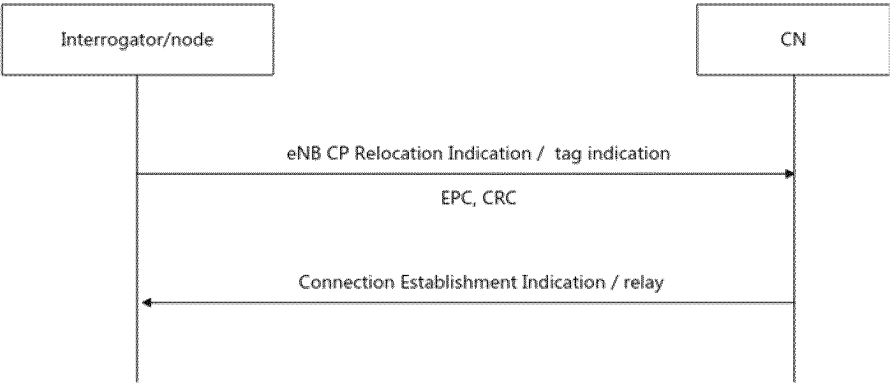 Interrogator/node
CN
eNB CP Relocation Indication / tag indication
EPC, CRC
Connection Establishment Indication / relay